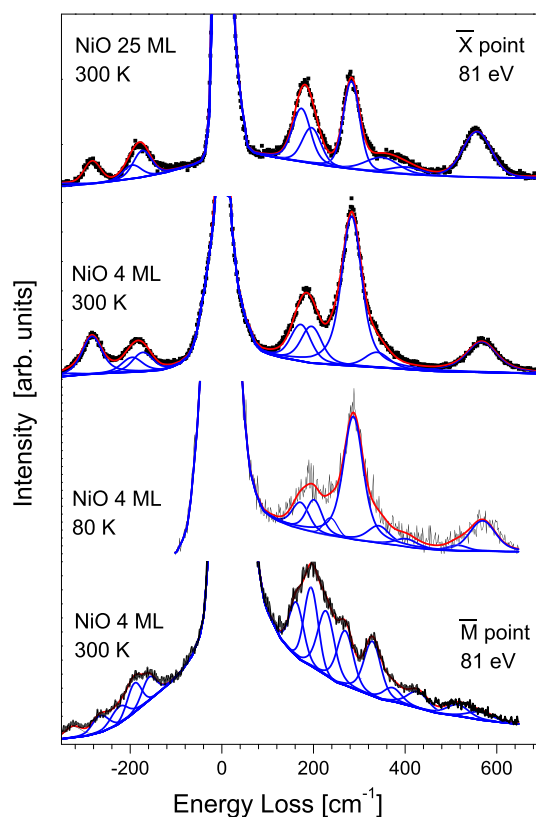 NiO 25 ML
300 K
X̅ point
81 eV
NiO 4 ML
300 K
NiO 4 ML
80 K
NiO 4 ML
300 K
M̅ point
81 eV
Intensity [arb. units]
-200 0 200 400 600
Energy Loss [cm⁻¹]